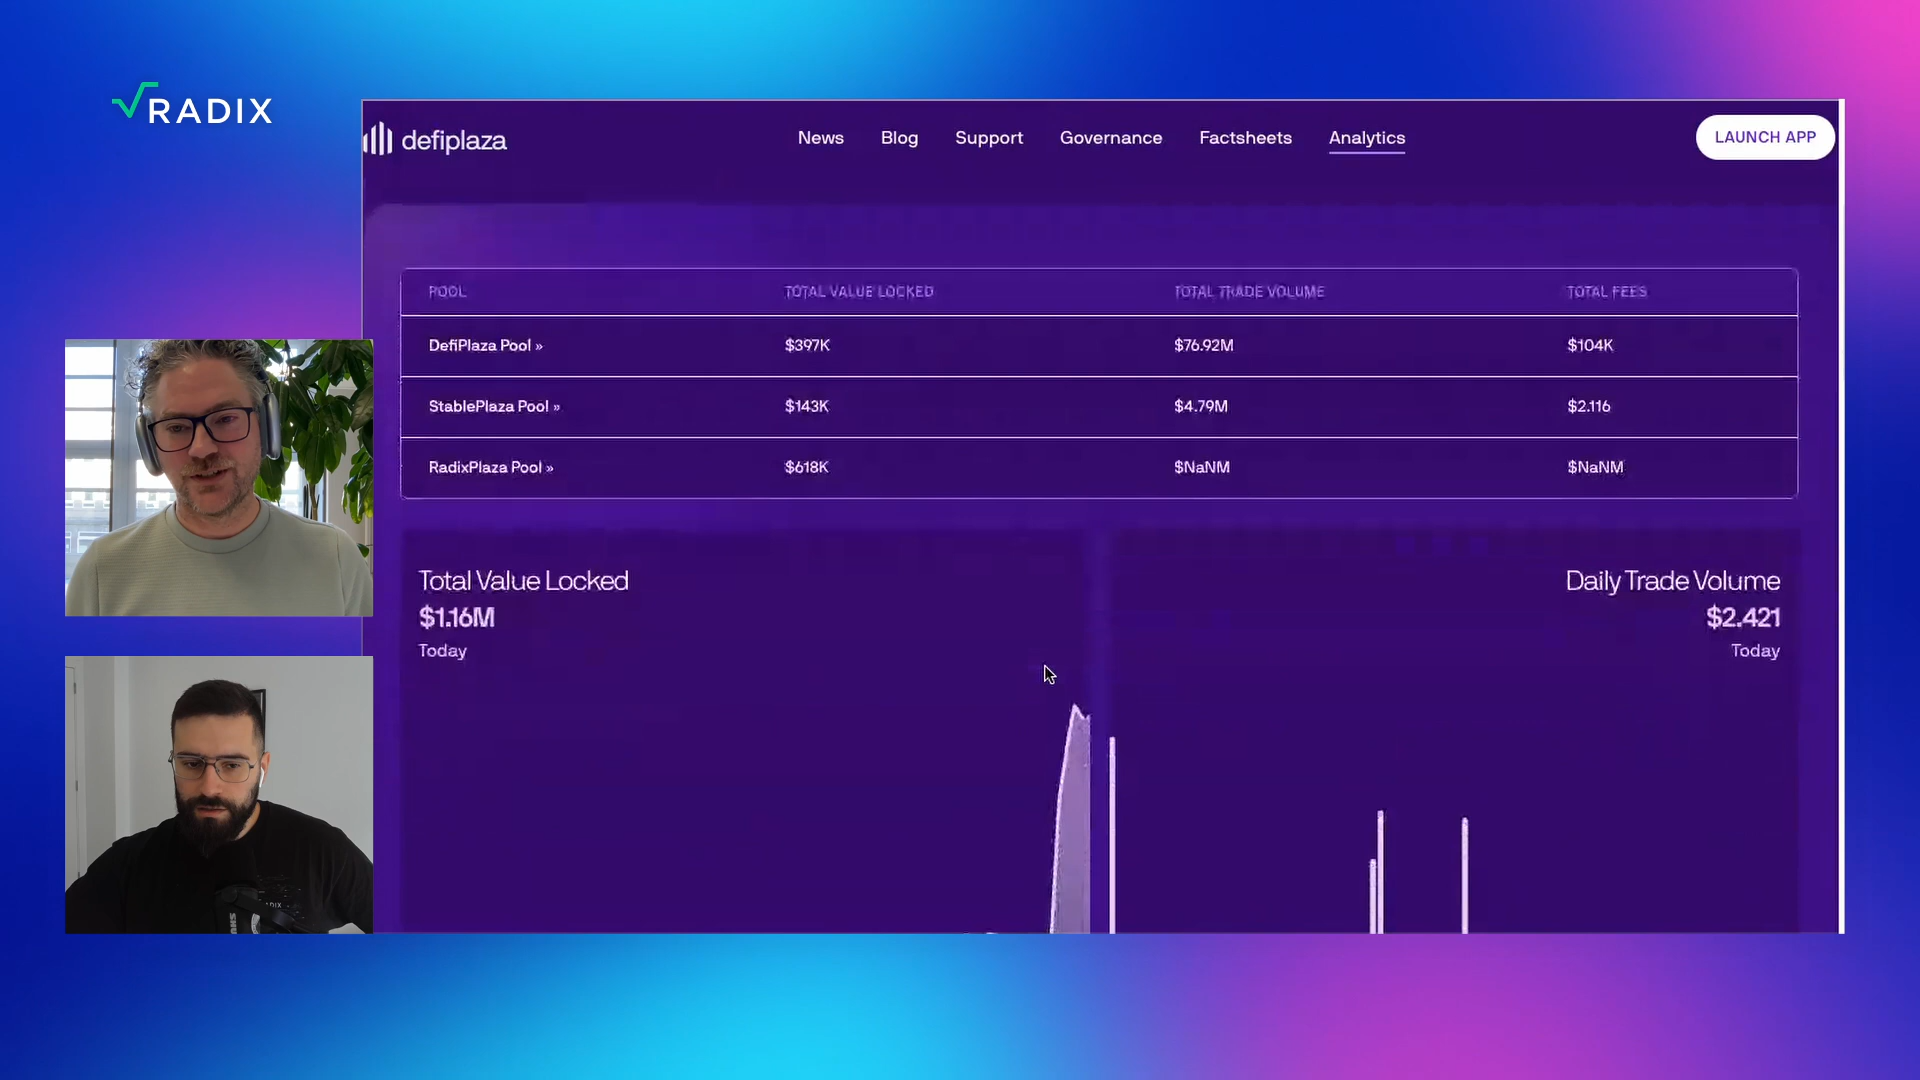 RADIX
defiplaza
News Blog Support Governance Factsheets Analytics
LAUNCH APP
POOL TOTAL VALUE LOCKED TOTAL TRADE VOLUME TOTAL FEES
DefiPlaza Pool » $397K $76.92M $104K
StablePlaza Pool » $143K $4.79M $2.116
RadixPlaza Pool » $618K $NaNM $NaNM
Total Value Locked
$1.16M
Today
Daily Trade Volume
$2.421
Today